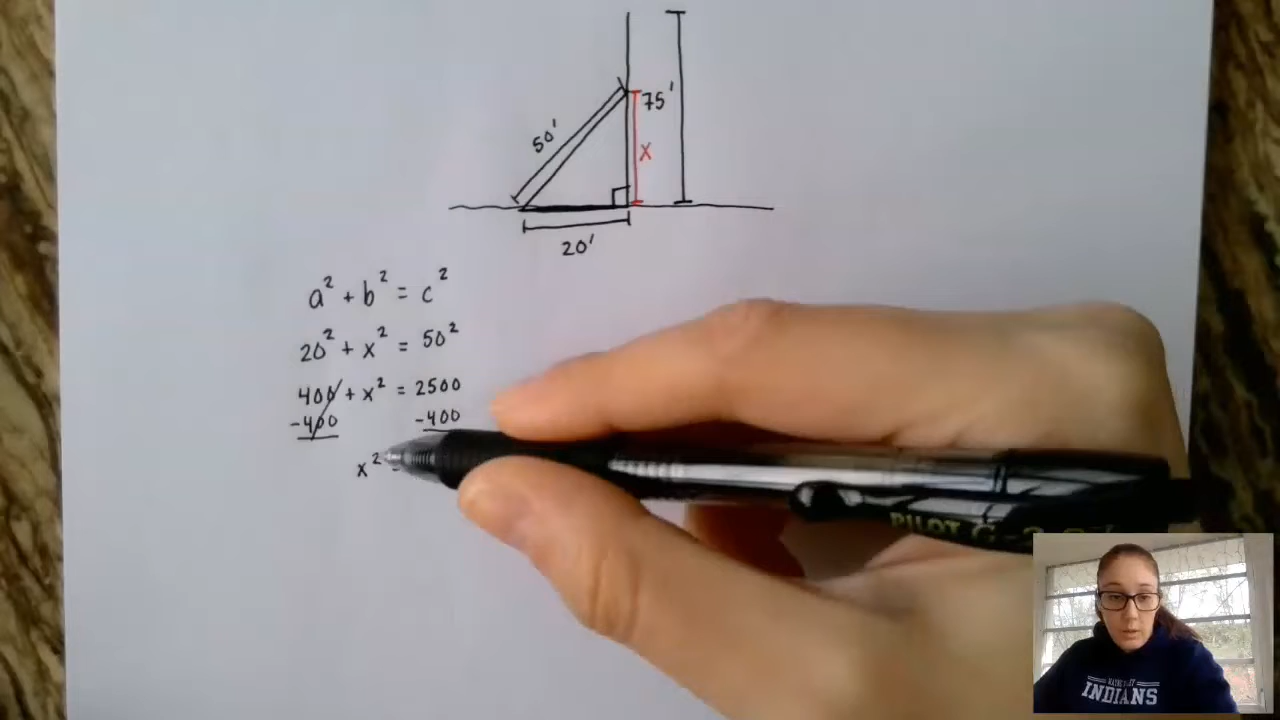 75'
50'
x
20'
a² + b² = c²
20² + x² = 50²
400 + x² = 2500
-400 -400
x²
PILOT G-2
INDIANS